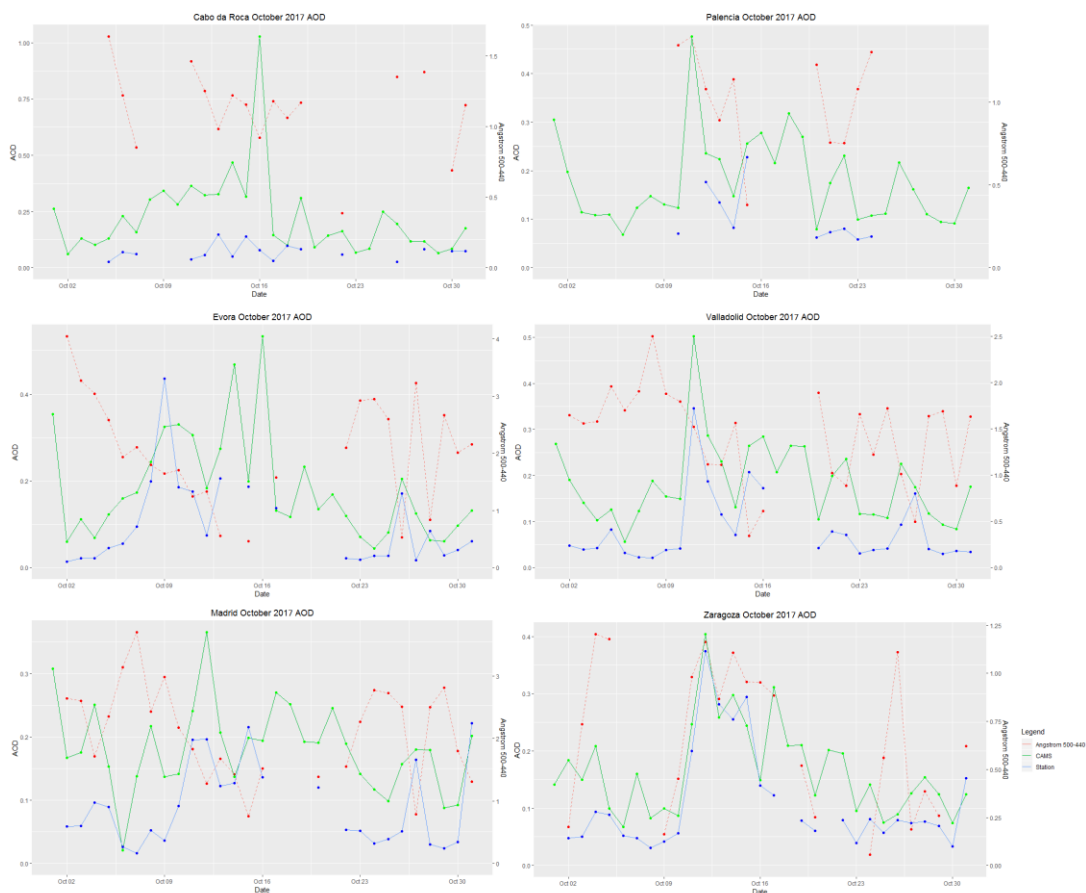 Cabo da Roca October 2017 AOD
1.00
0.75
0.50
0.25
0.00
AOD
1.5
1.0
0.5
0.0
Angstrom 500-440
Oct 02
Oct 09
Oct 16
Oct 23
Oct 30
Date
Palencia October 2017 AOD
0.5
0.4
0.3
0.2
0.1
0.0
AOD
1.0
0.5
0.0
Angstrom 500-440
Oct 02
Oct 09
Oct 16
Oct 23
Oct 30
Date
Evora October 2017 AOD
0.4
0.2
0.0
AOD
4
3
2
1
0
Angstrom 500-440
Oct 02
Oct 09
Oct 16
Oct 23
Oct 30
Date
Valladolid October 2017 AOD
0.5
0.4
0.3
0.2
0.1
0.0
AOD
2.5
2.0
1.5
1.0
0.5
0.0
Angstrom 500-440
Oct 02
Oct 09
Oct 16
Oct 23
Oct 30
Date
Madrid October 2017 AOD
0.3
0.2
0.1
0.0
AOD
3
2
1
0
Angstrom 500-440
Oct 02
Oct 09
Oct 16
Oct 23
Oct 30
Date
Zaragoza October 2017 AOD
0.4
0.3
0.2
0.1
0.0
AOD
1.25
1.00
0.75
0.50
0.25
0.00
Angstrom 500-440
Oct 02
Oct 09
Oct 16
Oct 23
Oct 30
Date
Legend
Angstrom 500-440
CAMS
Station